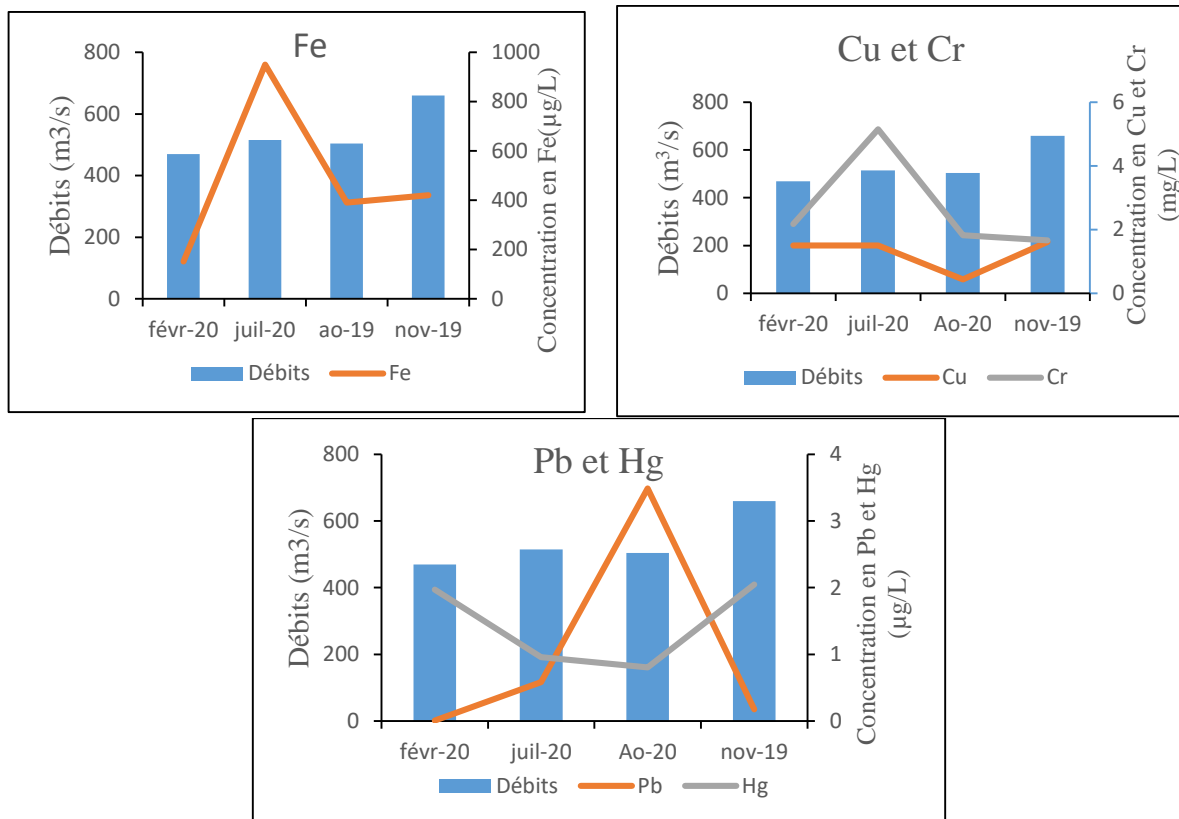 Fe
Débits (m3/s)
800
600
400
200
0
1000
800
600
400
200
0
Concentration en Fe(µg/L)
févr-20 juil-20 ao-19 nov-19
Débits Fe
Cu et Cr
Débits (m³/s)
800
600
400
200
0
6
4
2
0
Concentration en Cu et Cr
(mg/L)
févr-20 juil-20 Ao-20 nov-19
Débits Cu Cr
Pb et Hg
Débits (m3/s)
800
600
400
200
0
4
3
2
1
0
Concentration en Pb et Hg
(µg/L)
févr-20 juil-20 Ao-20 nov-19
Débits Pb Hg